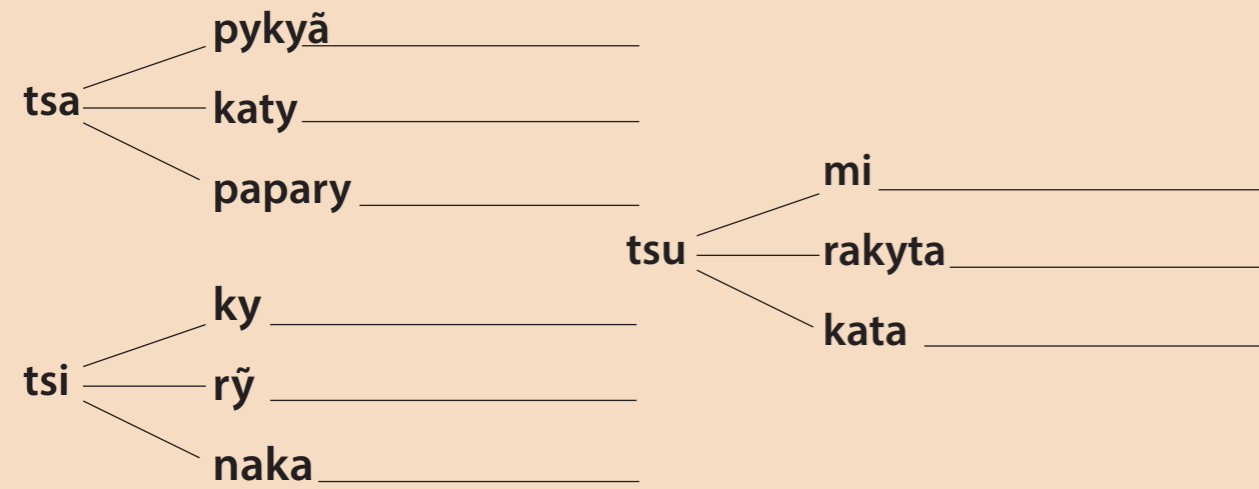 tsa
pykyã
katy
papary
tsi
ky
rỹ
naka
tsu
mi
rakyta
kata